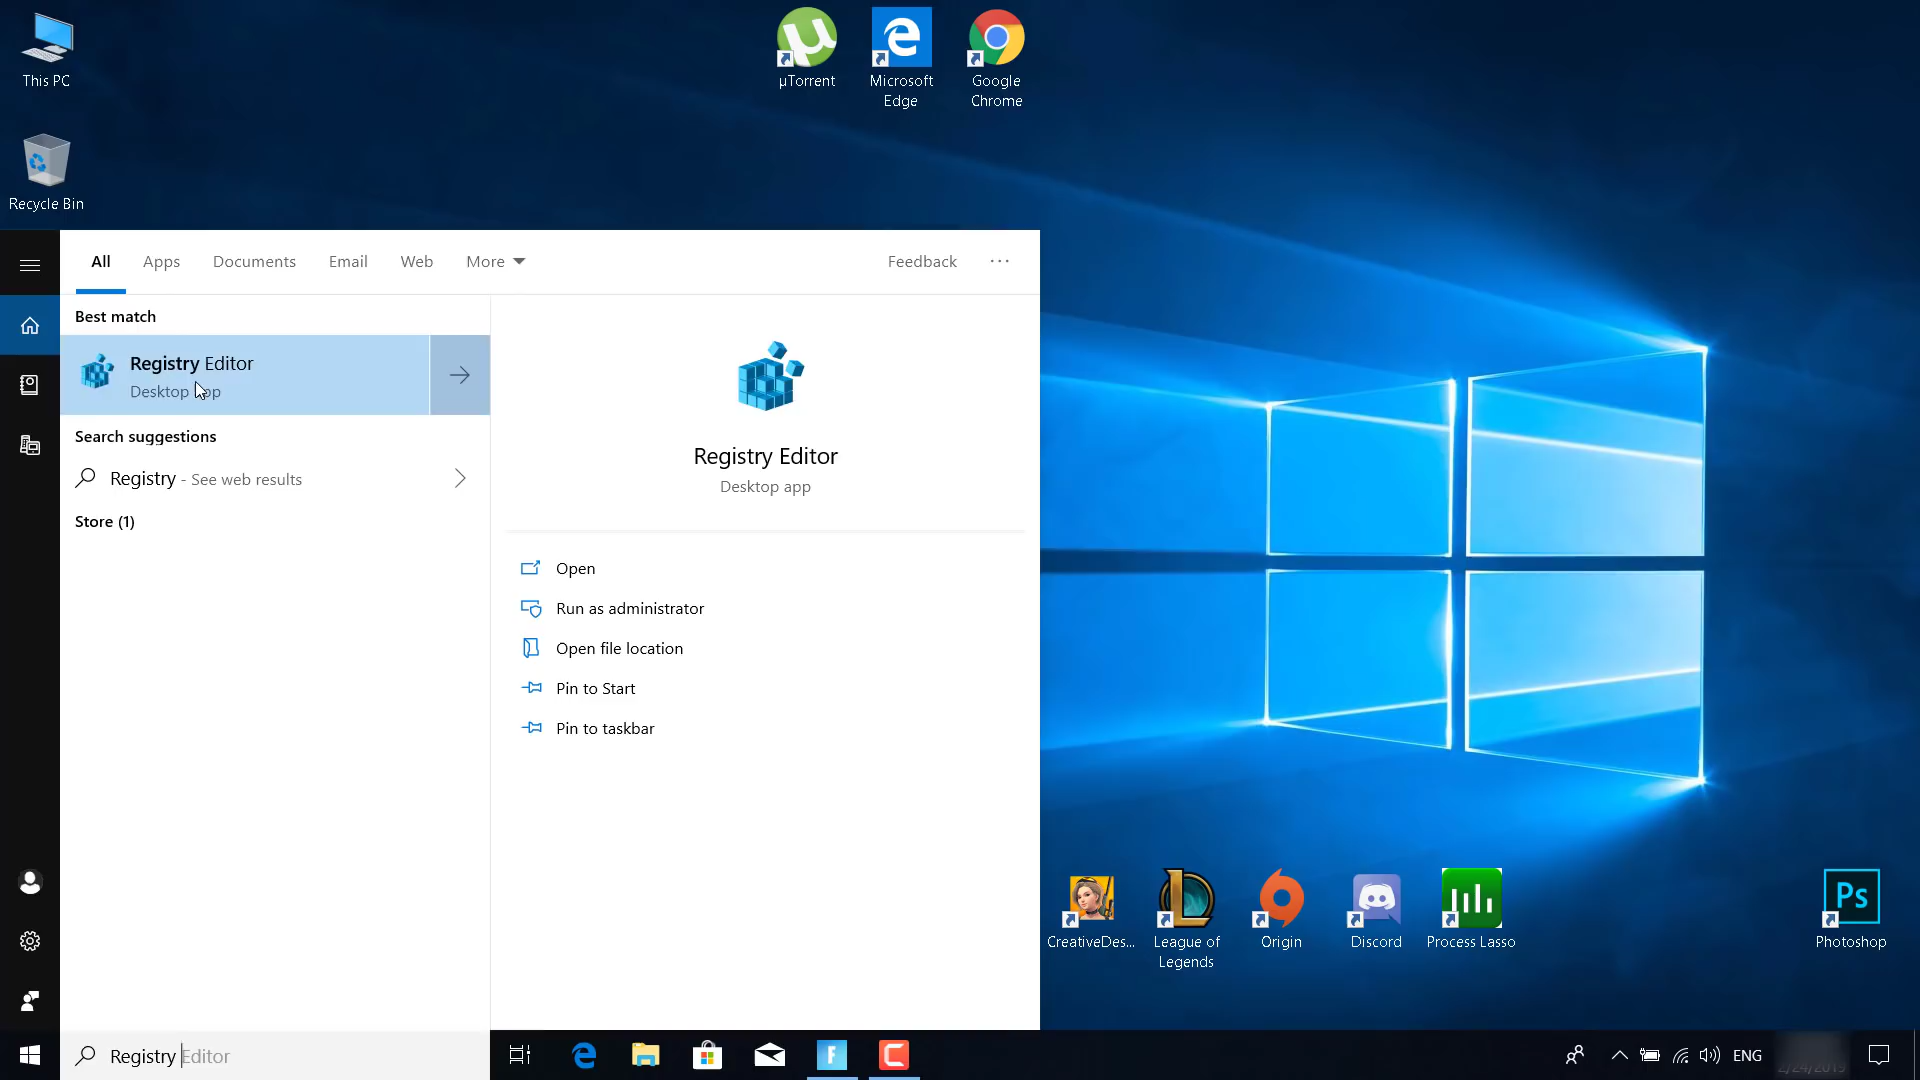 This PC
µTorrent
Microsoft
Edge
Google
Chrome
Recycle Bin
All
Apps
Documents
Email
Web
More
Feedback
Best match
Registry Editor
Desktop app
Search suggestions
Registry - See web results
Store (1)
Registry Editor
Desktop app
Open
Run as administrator
Open file location
Pin to Start
Pin to taskbar
CreativeDes...
League of
Legends
Origin
Discord
Process Lasso
Ps
Photoshop
Registry Editor
ENG